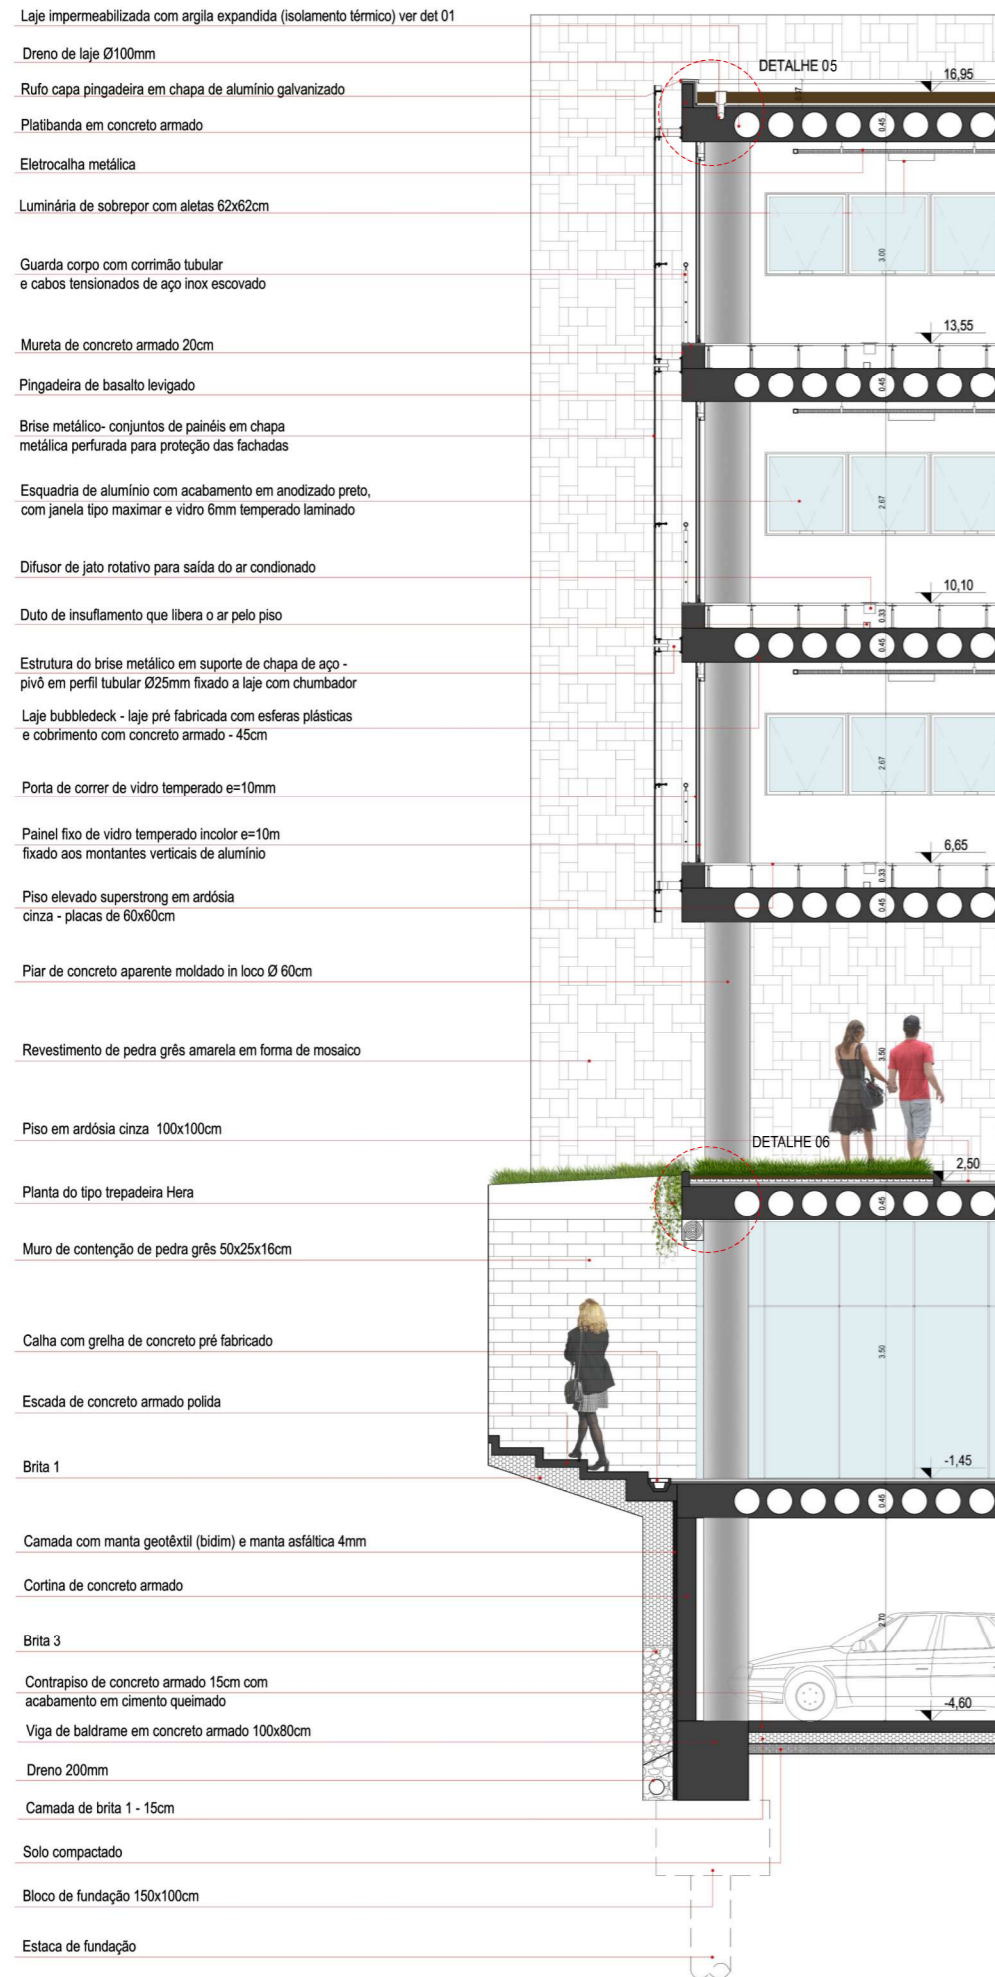 Laje impermeabilizada com argila expandida (isolamento térmico) ver det 01
Dreno de laje Ø100mm
DETALHE 05
16,95
Rufo capa pingadeira em chapa de alumínio galvanizado
Platibanda em concreto armado
0.45
Eletrocalha metálica
Luminária de sobrepor com aletas 62x62cm
3.00
Guarda corpo com corrimão tubular
e cabos tensionados de aço inox escovado
13,55
Mureta de concreto armado 20cm
Pingadeira de basalto levigado
0.45
Brise metálico- conjuntos de painéis em chapa
metálica perfurada para proteção das fachadas
Esquadria de alumínio com acabamento em anodizado preto,
com janela tipo maximar e vidro 6mm temperado laminado
2.67
Difusor de jato rotativo para saída do ar condionado
10,10
Duto de insuflamento que libera o ar pelo piso
0.33
0.45
Estrutura do brise metálico em suporte de chapa de aço -
pivô em perfil tubular Ø25mm fixado a laje com chumbador
Laje bubbledeck - laje pré fabricada com esferas plásticas
e cobrimento com concreto armado - 45cm
2.67
Porta de correr de vidro temperado e=10mm
Painel fixo de vidro temperado incolor e=10m
fixado aos montantes verticais de alumínio
6,65
0.33
Piso elevado superstrong em ardósia
cinza - placas de 60x60cm
0.45
Piar de concreto aparente moldado in loco Ø 60cm
Revestimento de pedra grês amarela em forma de mosaico
3.50
Piso em ardósia cinza 100x100cm
DETALHE 06
2,50
Planta do tipo trepadeira Hera
0.45
Muro de contenção de pedra grês 50x25x16cm
Calha com grelha de concreto pré fabricado
3.50
Escada de concreto armado polida
Brita 1
-1,45
0.45
Camada com manta geotêxtil (bidim) e manta asfáltica 4mm
Cortina de concreto armado
2.70
Brita 3
Contrapiso de concreto armado 15cm com
acabamento em cimento queimado
-4,60
Viga de baldrame em concreto armado 100x80cm
Dreno 200mm
Camada de brita 1 - 15cm
Solo compactado
Bloco de fundação 150x100cm
Estaca de fundação